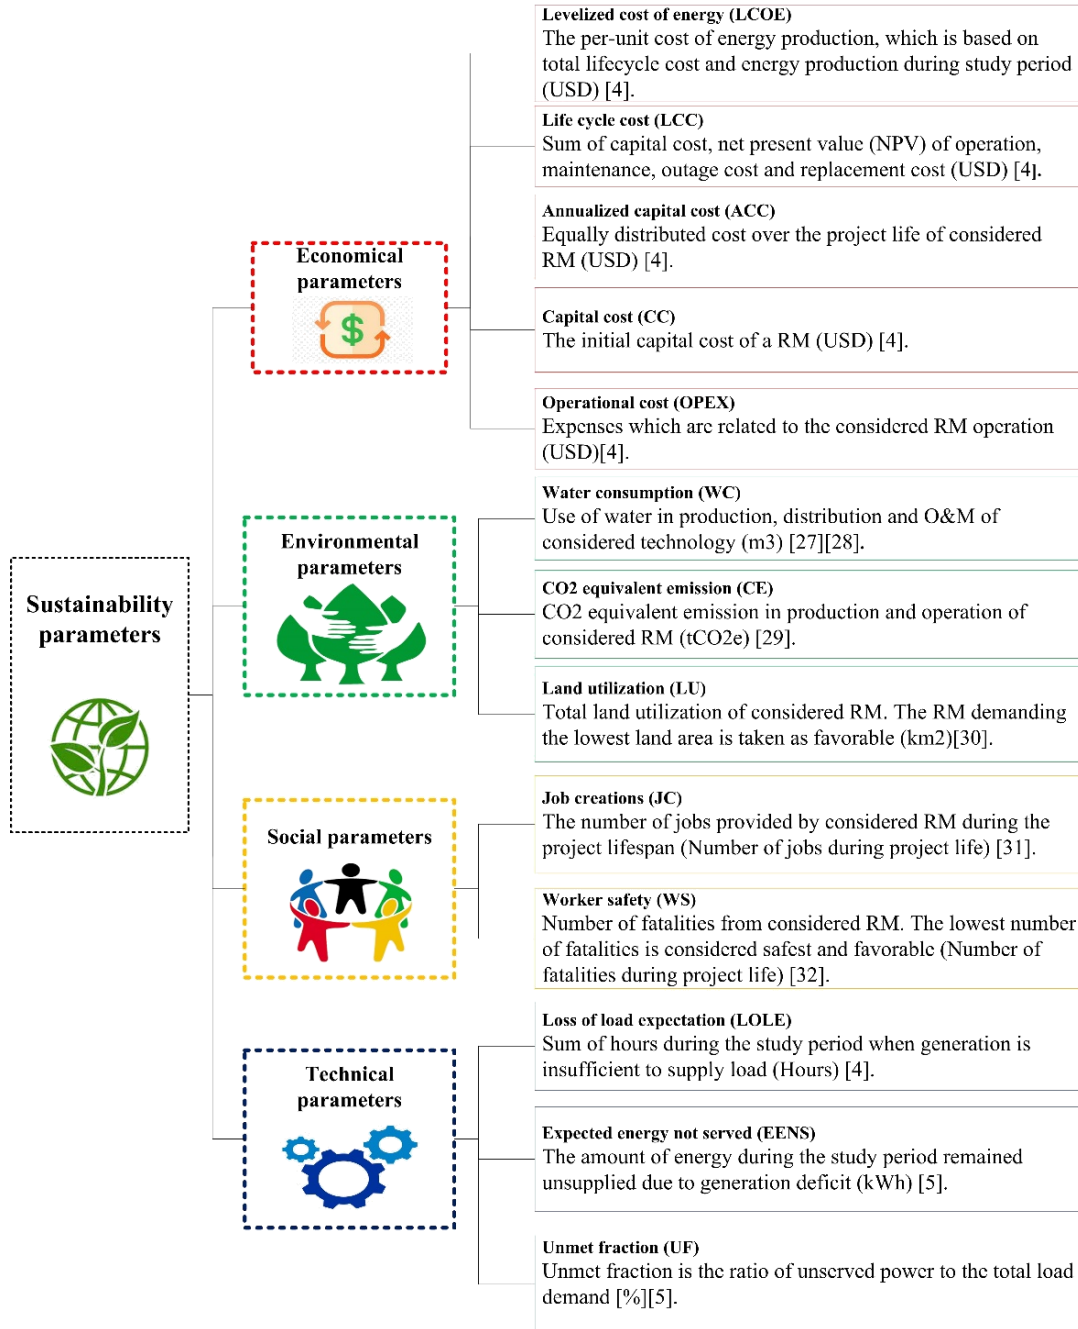 Sustainability
parameters
Economical
parameters
$
Levelized cost of energy (LCOE)
The per-unit cost of energy production, which is based on
total lifecycle cost and energy production during study period
(USD) [4].
Life cycle cost (LCC)
Sum of capital cost, net present value (NPV) of operation,
maintenance, outage cost and replacement cost (USD) [4].
Annualized capital cost (ACC)
Equally distributed cost over the project life of considered
RM (USD) [4].
Capital cost (CC)
The initial capital cost of a RM (USD) [4].
Operational cost (OPEX)
Expenses which are related to the considered RM operation
(USD)[4].
Environmental
parameters
Water consumption (WC)
Use of water in production, distribution and O&M of
considered technology (m3) [27][28].
CO2 equivalent emission (CE)
CO2 equivalent emission in production and operation of
considered RM (tCO2e) [29].
Land utilization (LU)
Total land utilization of considered RM. The RM demanding
the lowest land area is taken as favorable (km2)[30].
Social parameters
Job creations (JC)
The number of jobs provided by considered RM during the
project lifespan (Number of jobs during project life) [31].
Worker safety (WS)
Number of fatalities from considered RM. The lowest number
of fatalities is considered safest and favorable (Number of
fatalities during project life) [32].
Technical
parameters
Loss of load expectation (LOLE)
Sum of hours during the study period when generation is
insufficient to supply load (Hours) [4].
Expected energy not served (EENS)
The amount of energy during the study period remained
unsupplied due to generation deficit (kWh) [5].
Unmet fraction (UF)
Unmet fraction is the ratio of unserved power to the total load
demand [%][5].